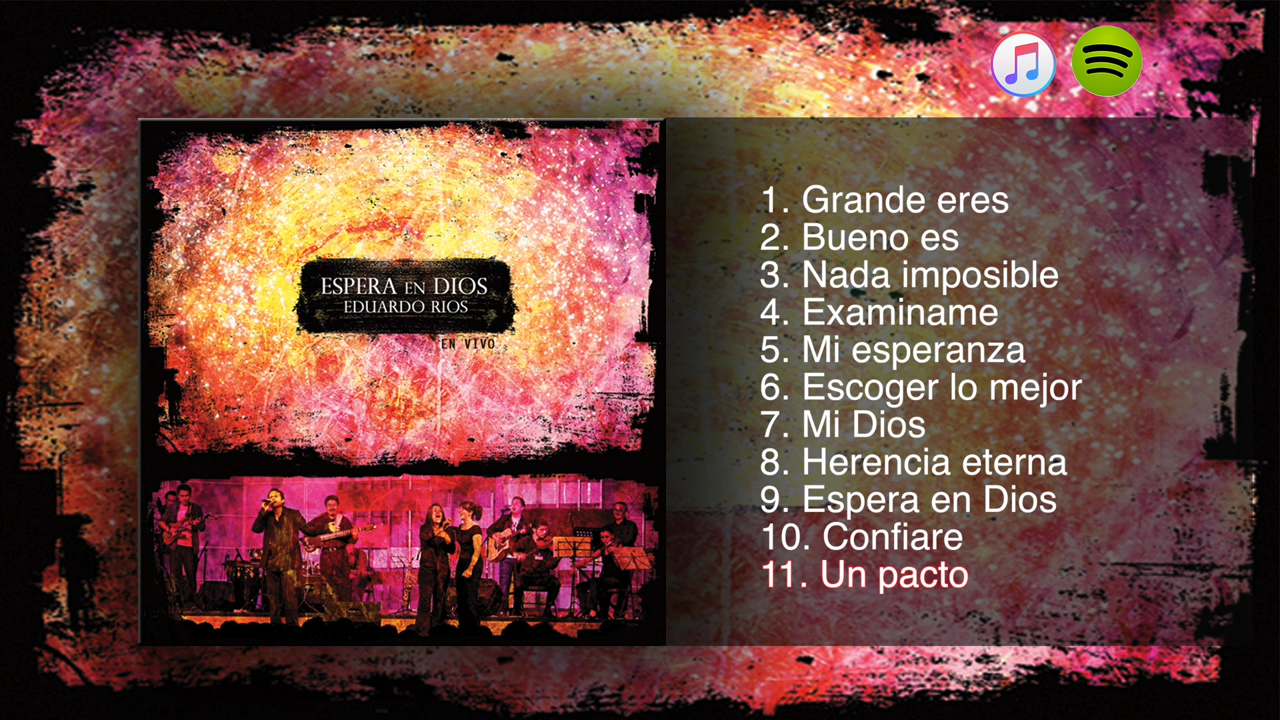 ESPERA EN DIOS
EDUARDO RIOS
EN VIVO
1. Grande eres
2. Bueno es
3. Nada imposible
4. Examiname
5. Mi esperanza
6. Escoger lo mejor
7. Mi Dios
8. Herencia eterna
9. Espera en Dios
10. Confiare
11. Un pacto